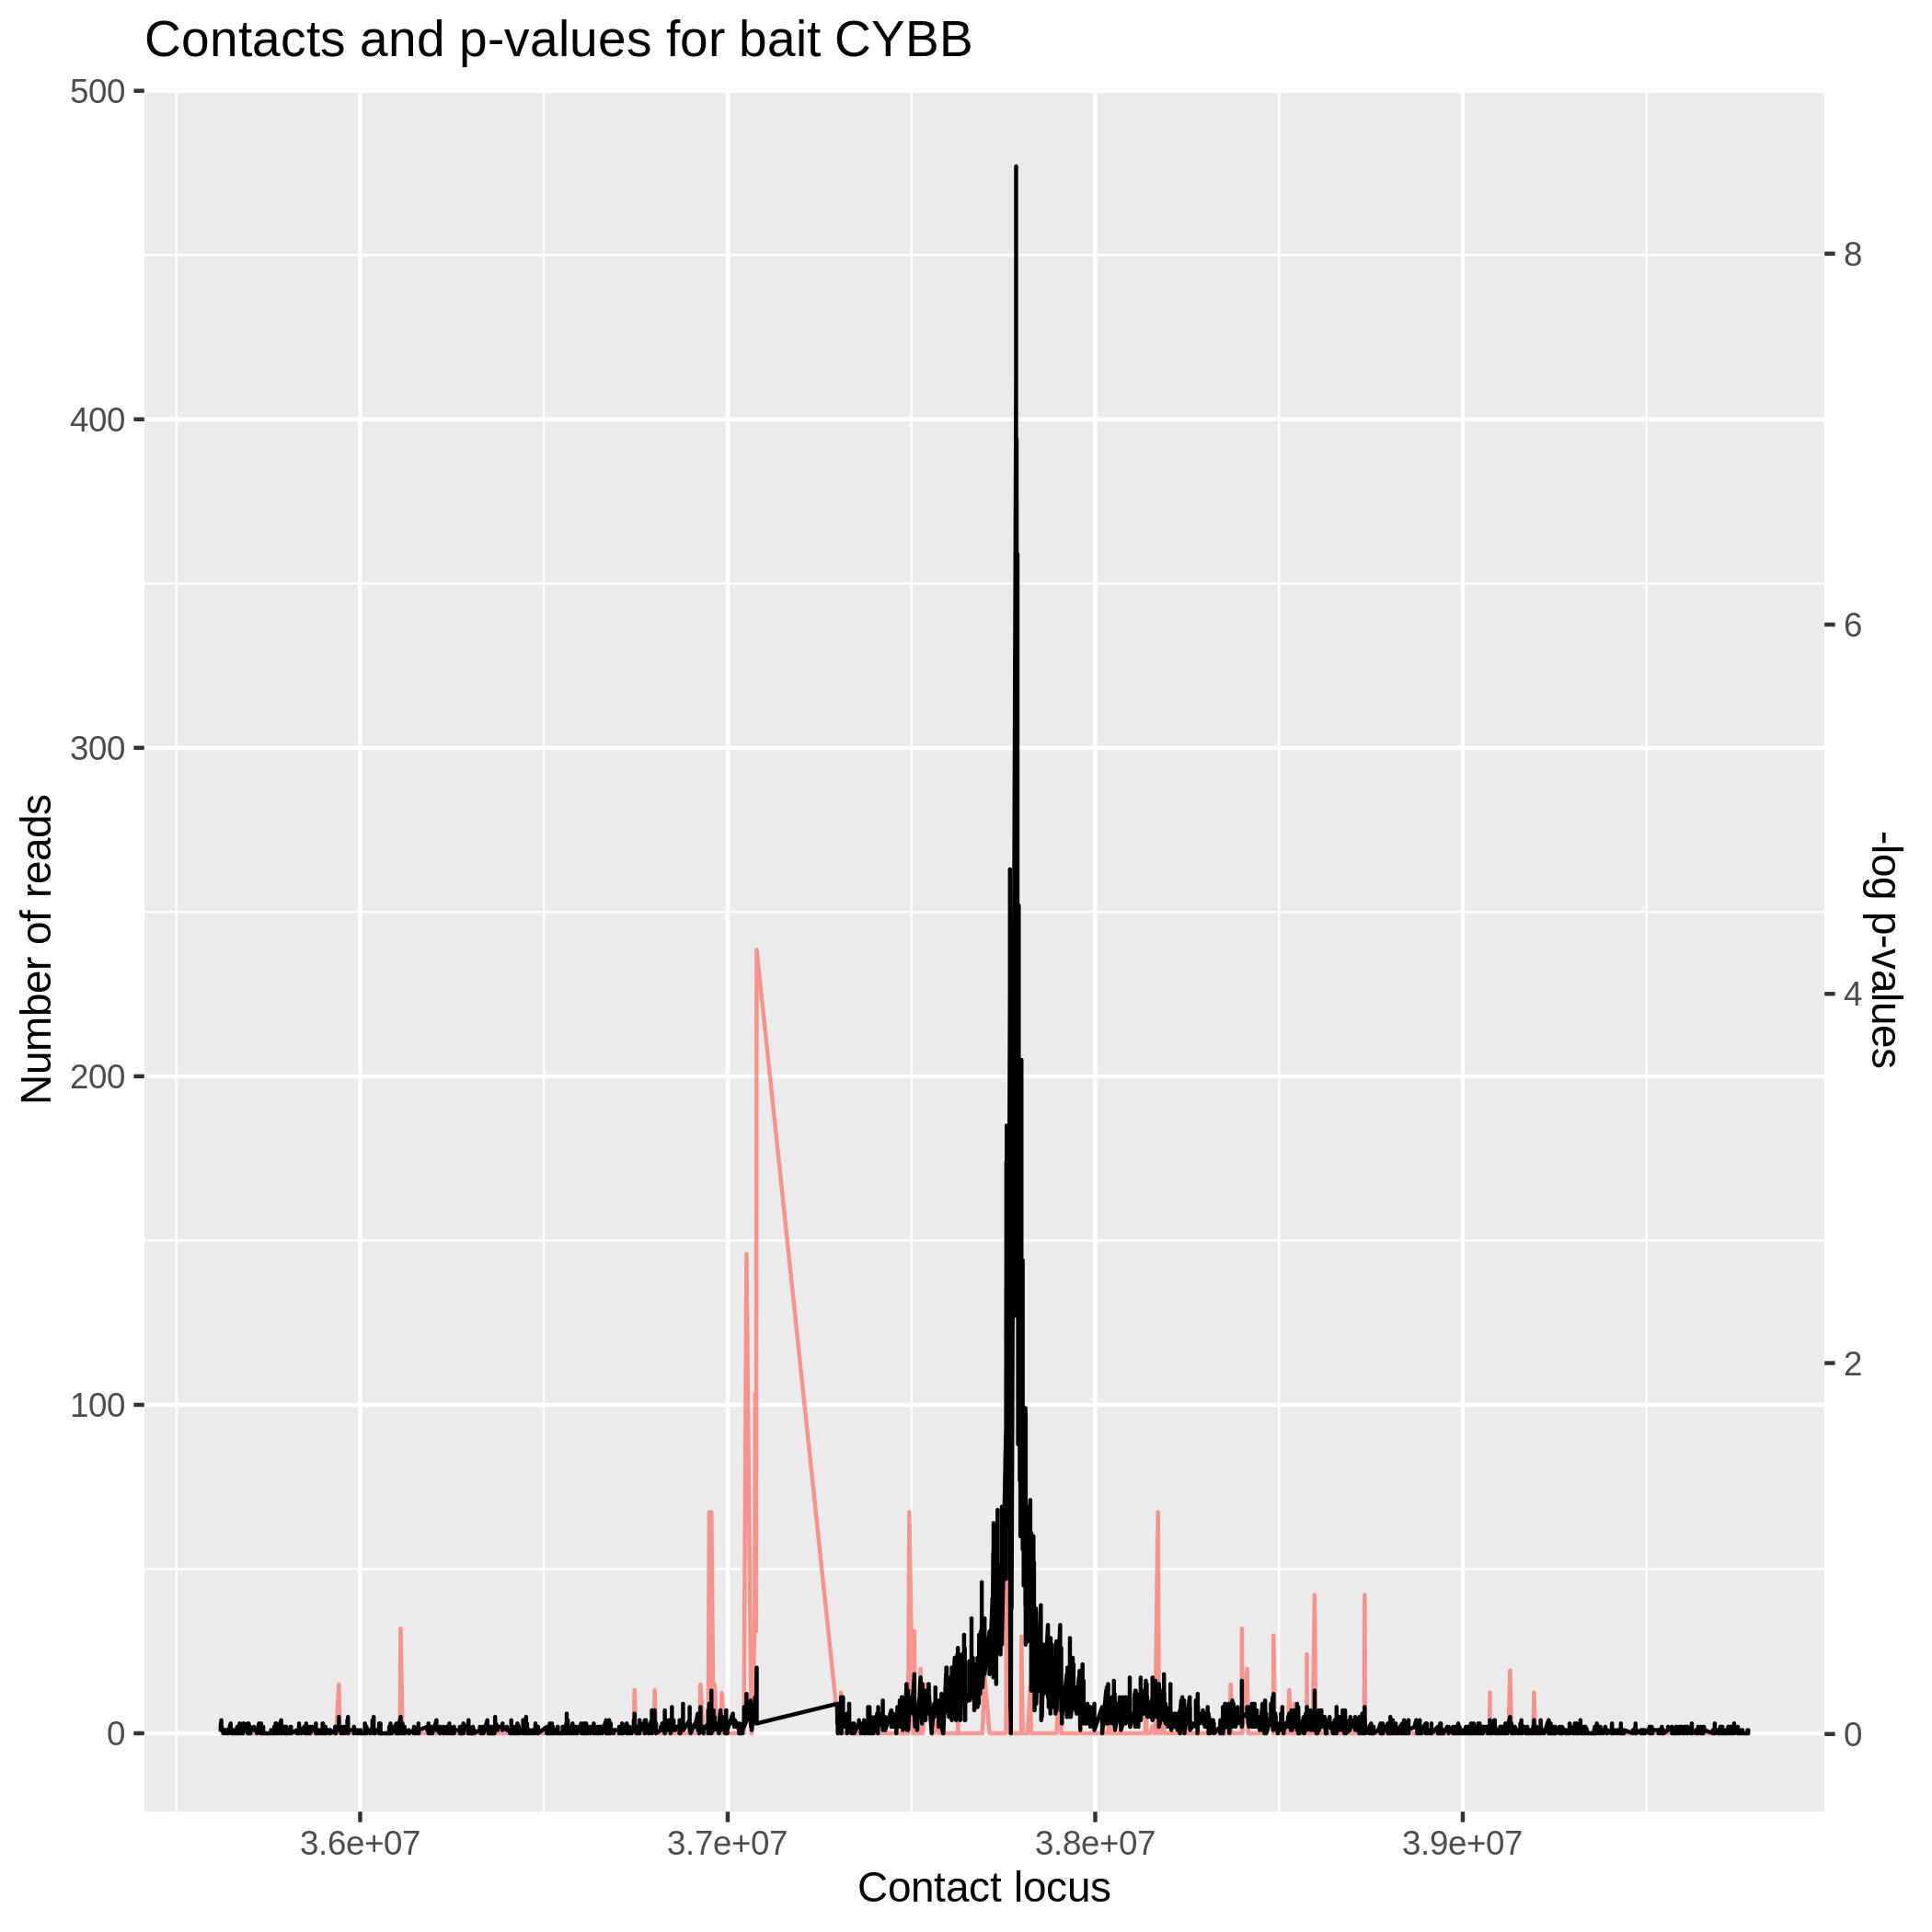 Contacts and p-values for bait CYBB
500
400
300
200
100
0
Number of reads
8
6
4
2
0
-log p-values
3.6e+07
3.7e+07
3.8e+07
3.9e+07
Contact locus